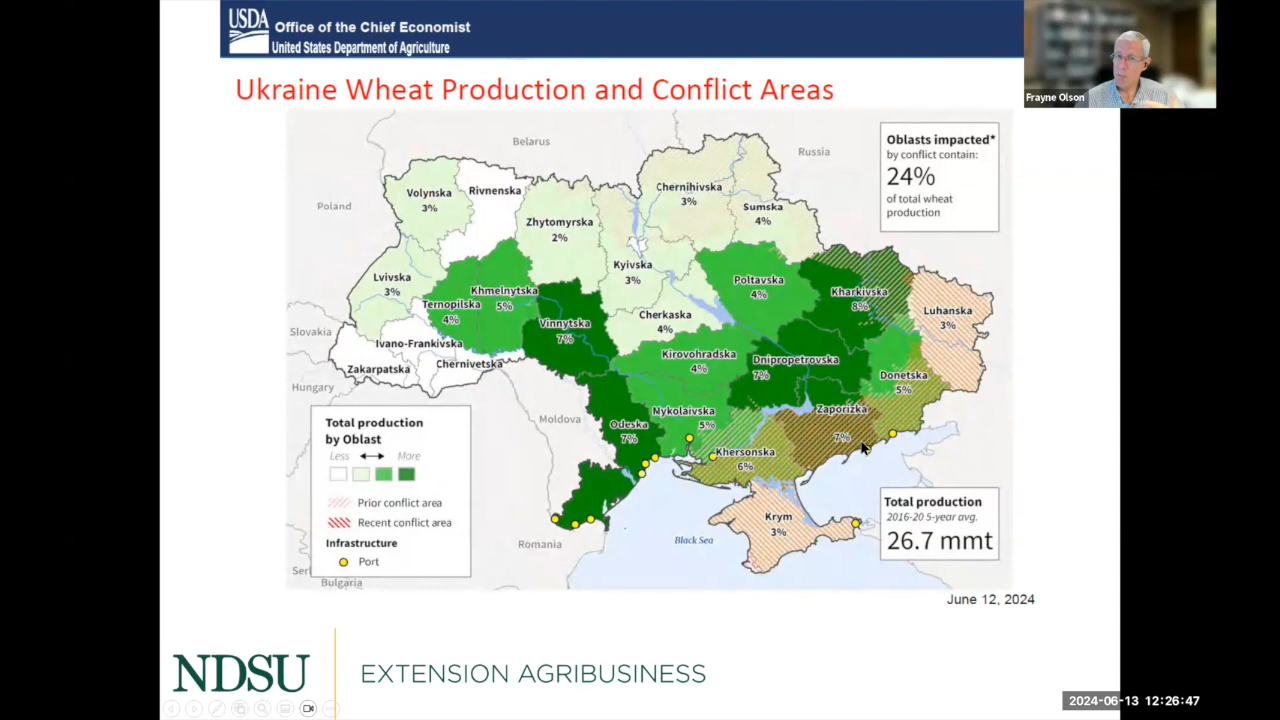 USDA
Office of the Chief Economist
United States Department of Agriculture
Frayne Olson
Ukraine Wheat Production and Conflict Areas
Belarus
Russia
Poland
Slovakia
Hungary
Moldova
Romania
Bulgaria
Black Sea
Oblasts impacted*
by conflict contain:
24%
of total wheat
production
Volynska
3%
Rivnenska
Zhytomyrska
2%
Chernihivska
3%
Sumska
4%
Kyivska
3%
Lvivska
3%
Ternopilska
4%
Khmelnytska
5%
Vinnytska
7%
Cherkaska
4%
Poltavska
4%
Kharkivska
8%
Luhanska
3%
Ivano-Frankivska
Zakarpatska
Chernivetska
Kirovohradska
4%
Dnipropetrovska
7%
Donetska
5%
Odeska
7%
Mykolaivska
5%
Zaporizka
7%
Khersonska
6%
Krym
3%
Total production
by Oblast
Less
More
Prior conflict area
Recent conflict area
Infrastructure
Port
Total production
2016-20 5-year avg.
26.7 mmt
June 12, 2024
NDSU
EXTENSION AGRIBUSINESS
2024-06-13 12:26:47